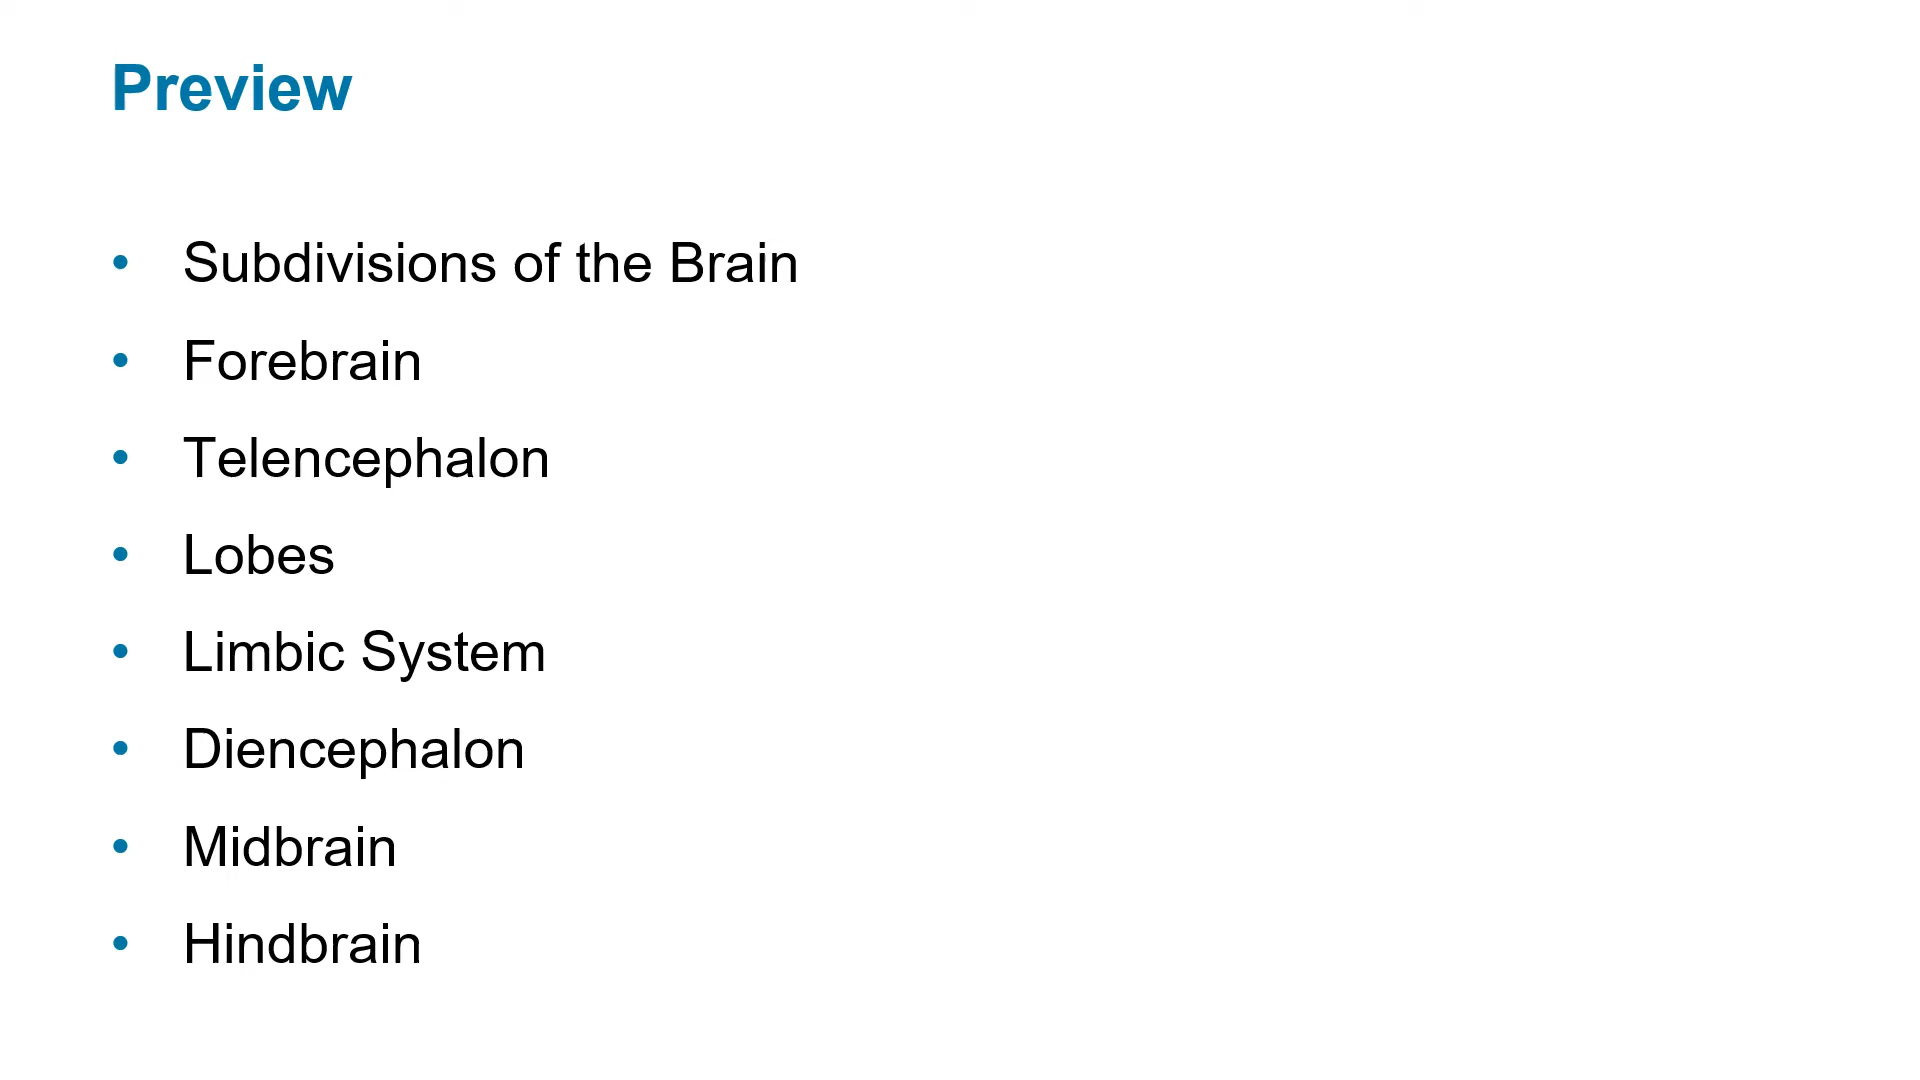 Preview
• Subdivisions of the Brain
• Forebrain
• Telencephalon
• Lobes
• Limbic System
• Diencephalon
• Midbrain
• Hindbrain